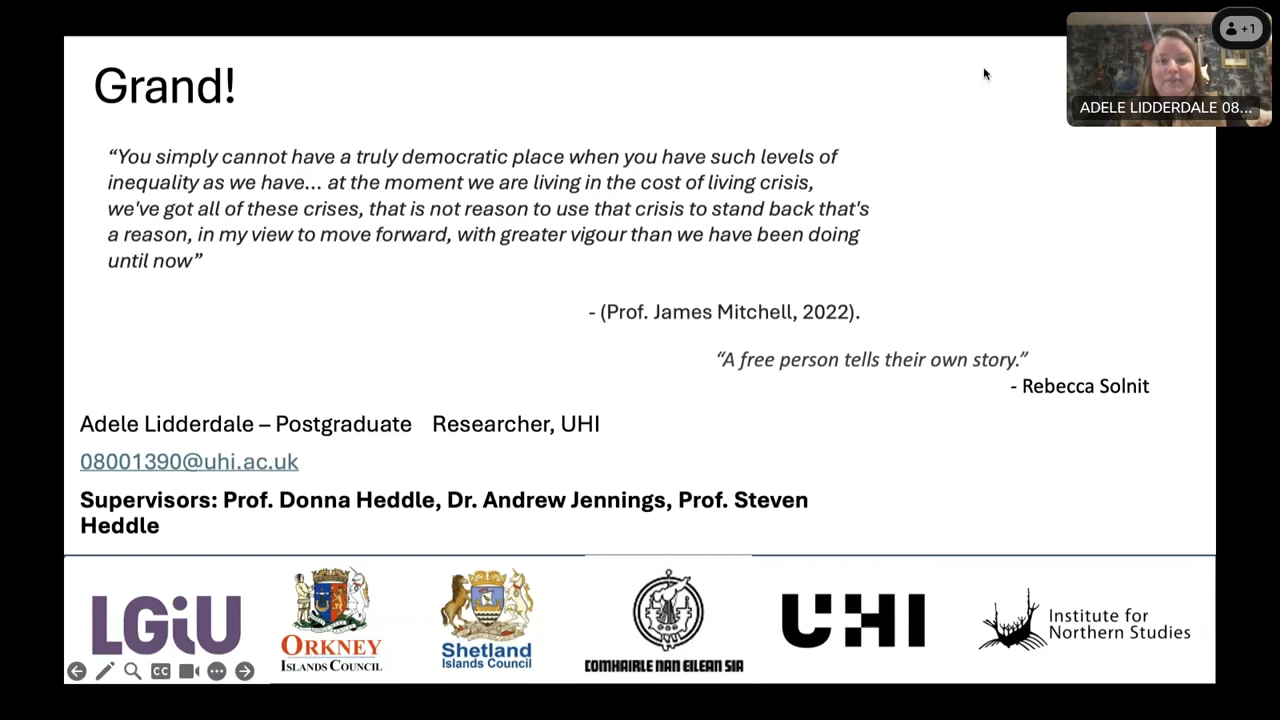 Grand!
+1
ADELE LIDDERDALE 08...
“You simply cannot have a truly democratic place when you have such levels of
inequality as we have... at the moment we are living in the cost of living crisis,
we've got all of these crises, that is not reason to use that crisis to stand back that's
a reason, in my view to move forward, with greater vigour than we have been doing
until now”
- (Prof. James Mitchell, 2022).
“A free person tells their own story.”
- Rebecca Solnit
Adele Lidderdale – Postgraduate Researcher, UHI
08001390@uhi.ac.uk
Supervisors: Prof. Donna Heddle, Dr. Andrew Jennings, Prof. Steven
Heddle
LGiU
ORKNEY
ISLANDS COUNCIL
Shetland
Islands Council
COMHAIRLE NAN EILEAN SIAR
UHI
Institute for
Northern Studies
CC